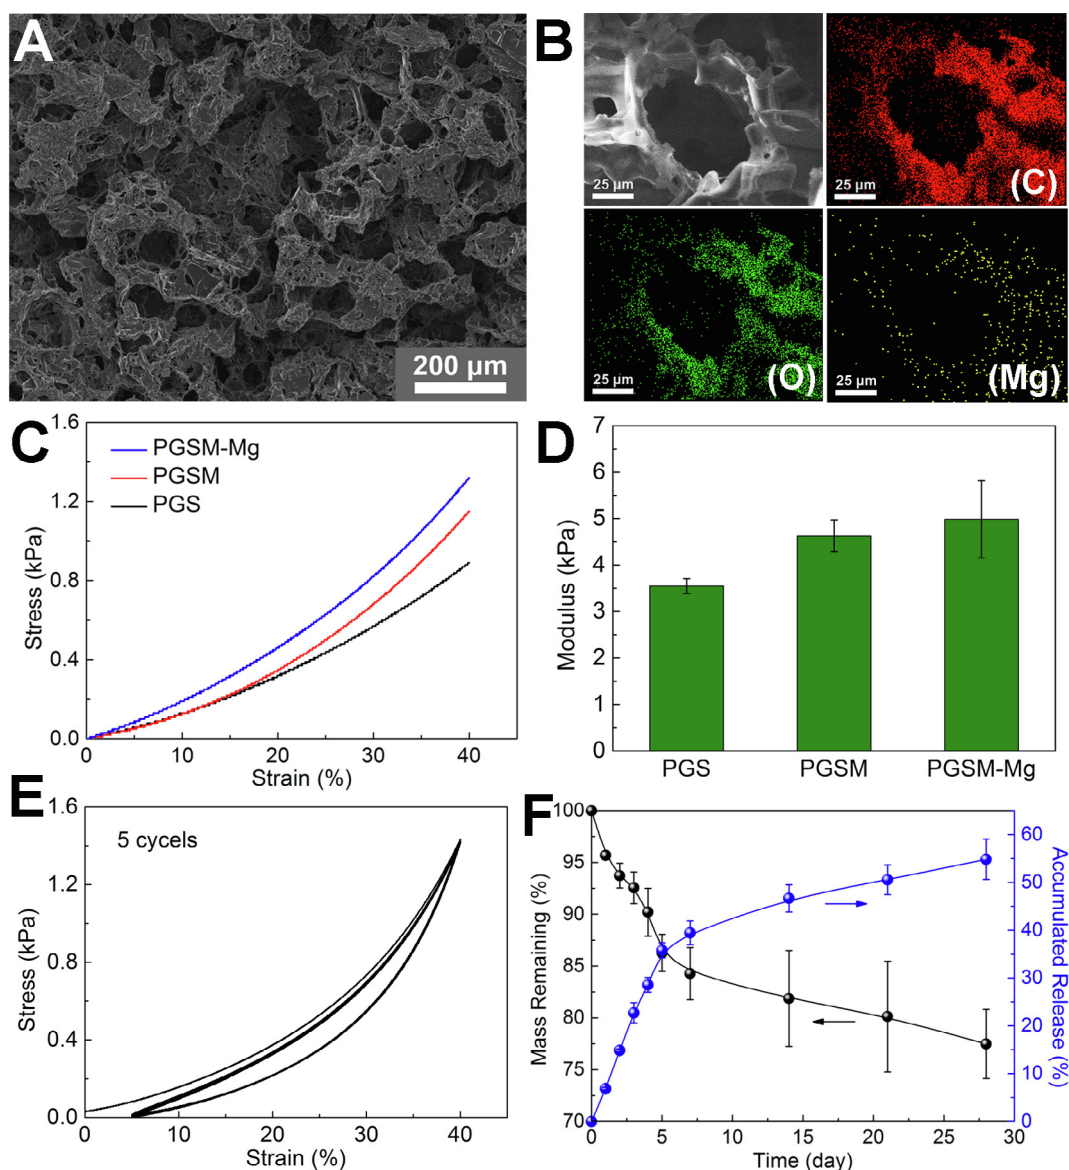 A
200 μm
B
25 μm
25 μm
(C)
25 μm
(O)
25 μm
(Mg)
C
1.6
1.2
0.8
0.4
0.0
Stress (kPa)
PGSM-Mg
PGSM
PGS
10
20
30
40
Strain (%)
D
7
6
5
4
3
2
1
0
Modulus (kPa)
PGS
PGSM
PGSM-Mg
E
1.6
1.2
0.8
0.4
0.0
Stress (kPa)
5 cycels
0
10
20
30
40
Strain (%)
F
100
95
90
85
80
75
70
Mass Remaining (%)
60
50
40
30
20
10
0
Accumulated Release (%)
0
5
10
15
20
25
30
Time (day)